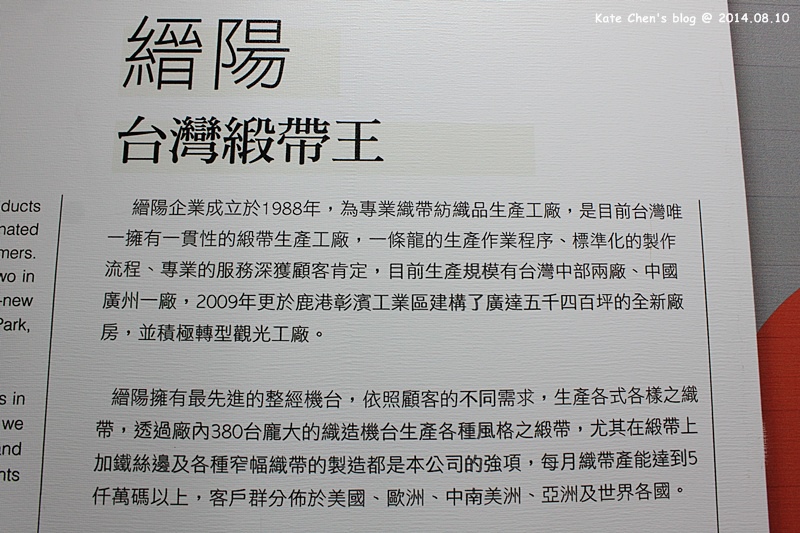 Kate Chen's blog @ 2014.08.10
縉陽
台灣緞帶王
縉陽企業成立於1988年，為專業織帶紡織品生產工廠，是目前台灣唯
一擁有一貫性的緞帶生產工廠，一條龍的生產作業程序、標準化的製作
流程、專業的服務深獲顧客肯定，目前生產規模有台灣中部兩廠、中國
廣州一廠，2009年更於鹿港彰濱工業區建構了廣達五千四百坪的全新廠
房，並積極轉型觀光工廠。
縉陽擁有最先進的整經機台，依照顧客的不同需求，生產各式各樣之織
帶，透過廠內380台龐大的織造機台生產各種風格之緞帶，尤其在緞帶上
加鐵絲邊及各種窄幅織帶的製造都是本公司的強項，每月織帶產能達到5
仟萬碼以上，客戶群分佈於美國、歐洲、中南美洲、亞洲及世界各國。
ducts
nated
mers.
wo in
-new
Park,
s in
we
and
nts